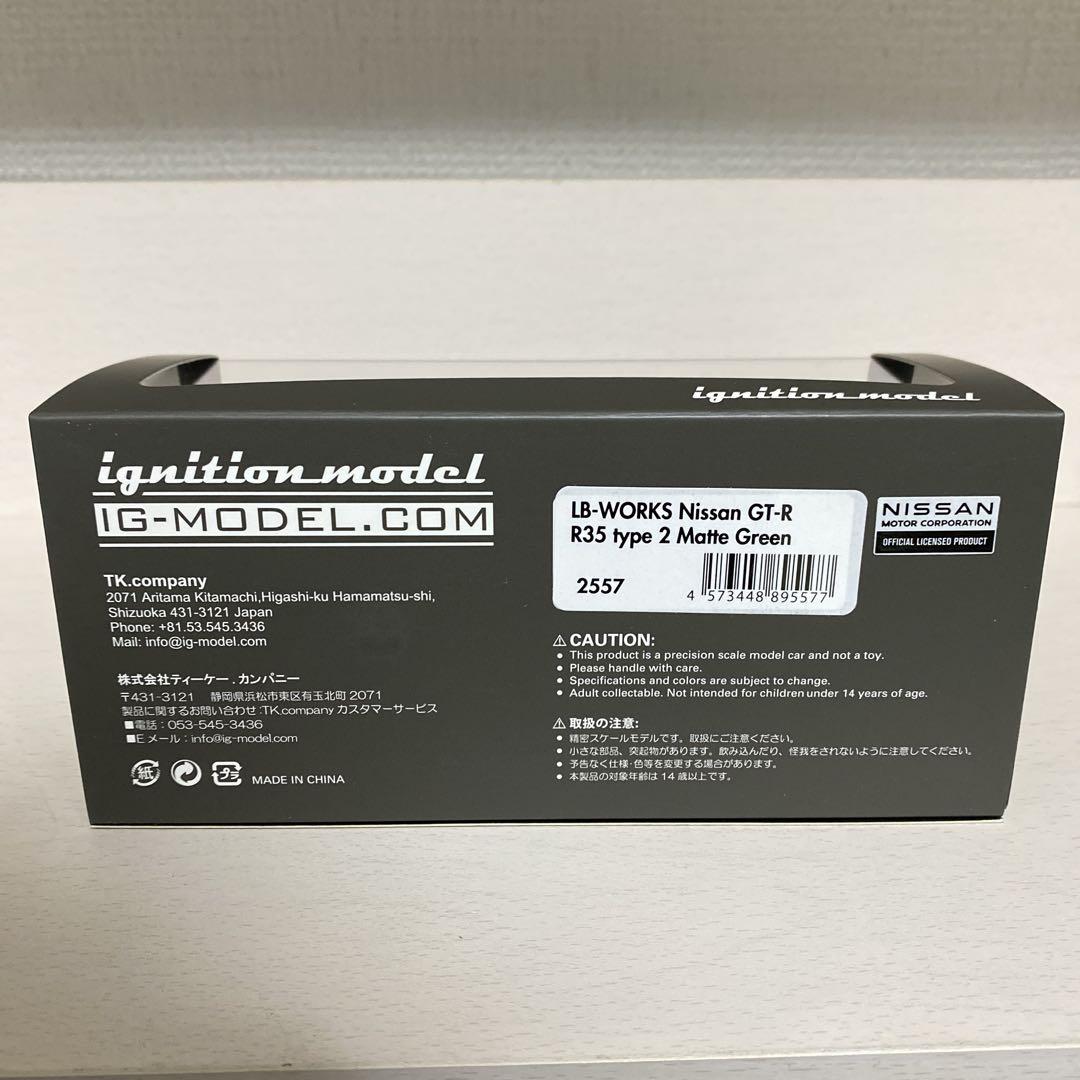 ignition model
ignition model
IG-MODEL.COM
TK.company
2071 Aritama Kitamachi,Higashi-ku Hamamatsu-shi,
Shizuoka 431-3121 Japan
Phone: +81.53.545.3436
Mail: info@ig-model.com
株式会社ティーケー.カンパニー
〒431-3121 静岡県浜松市東区有玉北町2071
製品に関するお問い合わせ:TK.company カスタマーサービス
■電話:053-545-3436
■Eメール:info@ig-model.com
紙
プラ
MADE IN CHINA
LB-WORKS Nissan GT-R
R35 type 2 Matte Green
2557
4 573448 895577
NISSAN
MOTOR CORPORATION
OFFICIAL LICENSED PRODUCT
⚠ CAUTION:
● This product is a precision scale model car and not a toy.
● Please handle with care.
● Specifications and colors are subject to change.
● Adult collectable. Not intended for children under 14 years of age.
⚠ 取扱の注意:
● 精密スケールモデルです。取扱にご注意ください。
● 小さな部品、突起物があります。飲み込んだり、怪我をされないように注意してください。
● 予告なく仕様・色等を変更する場合があります。
● 本製品の対象年齢は14歳以上です。